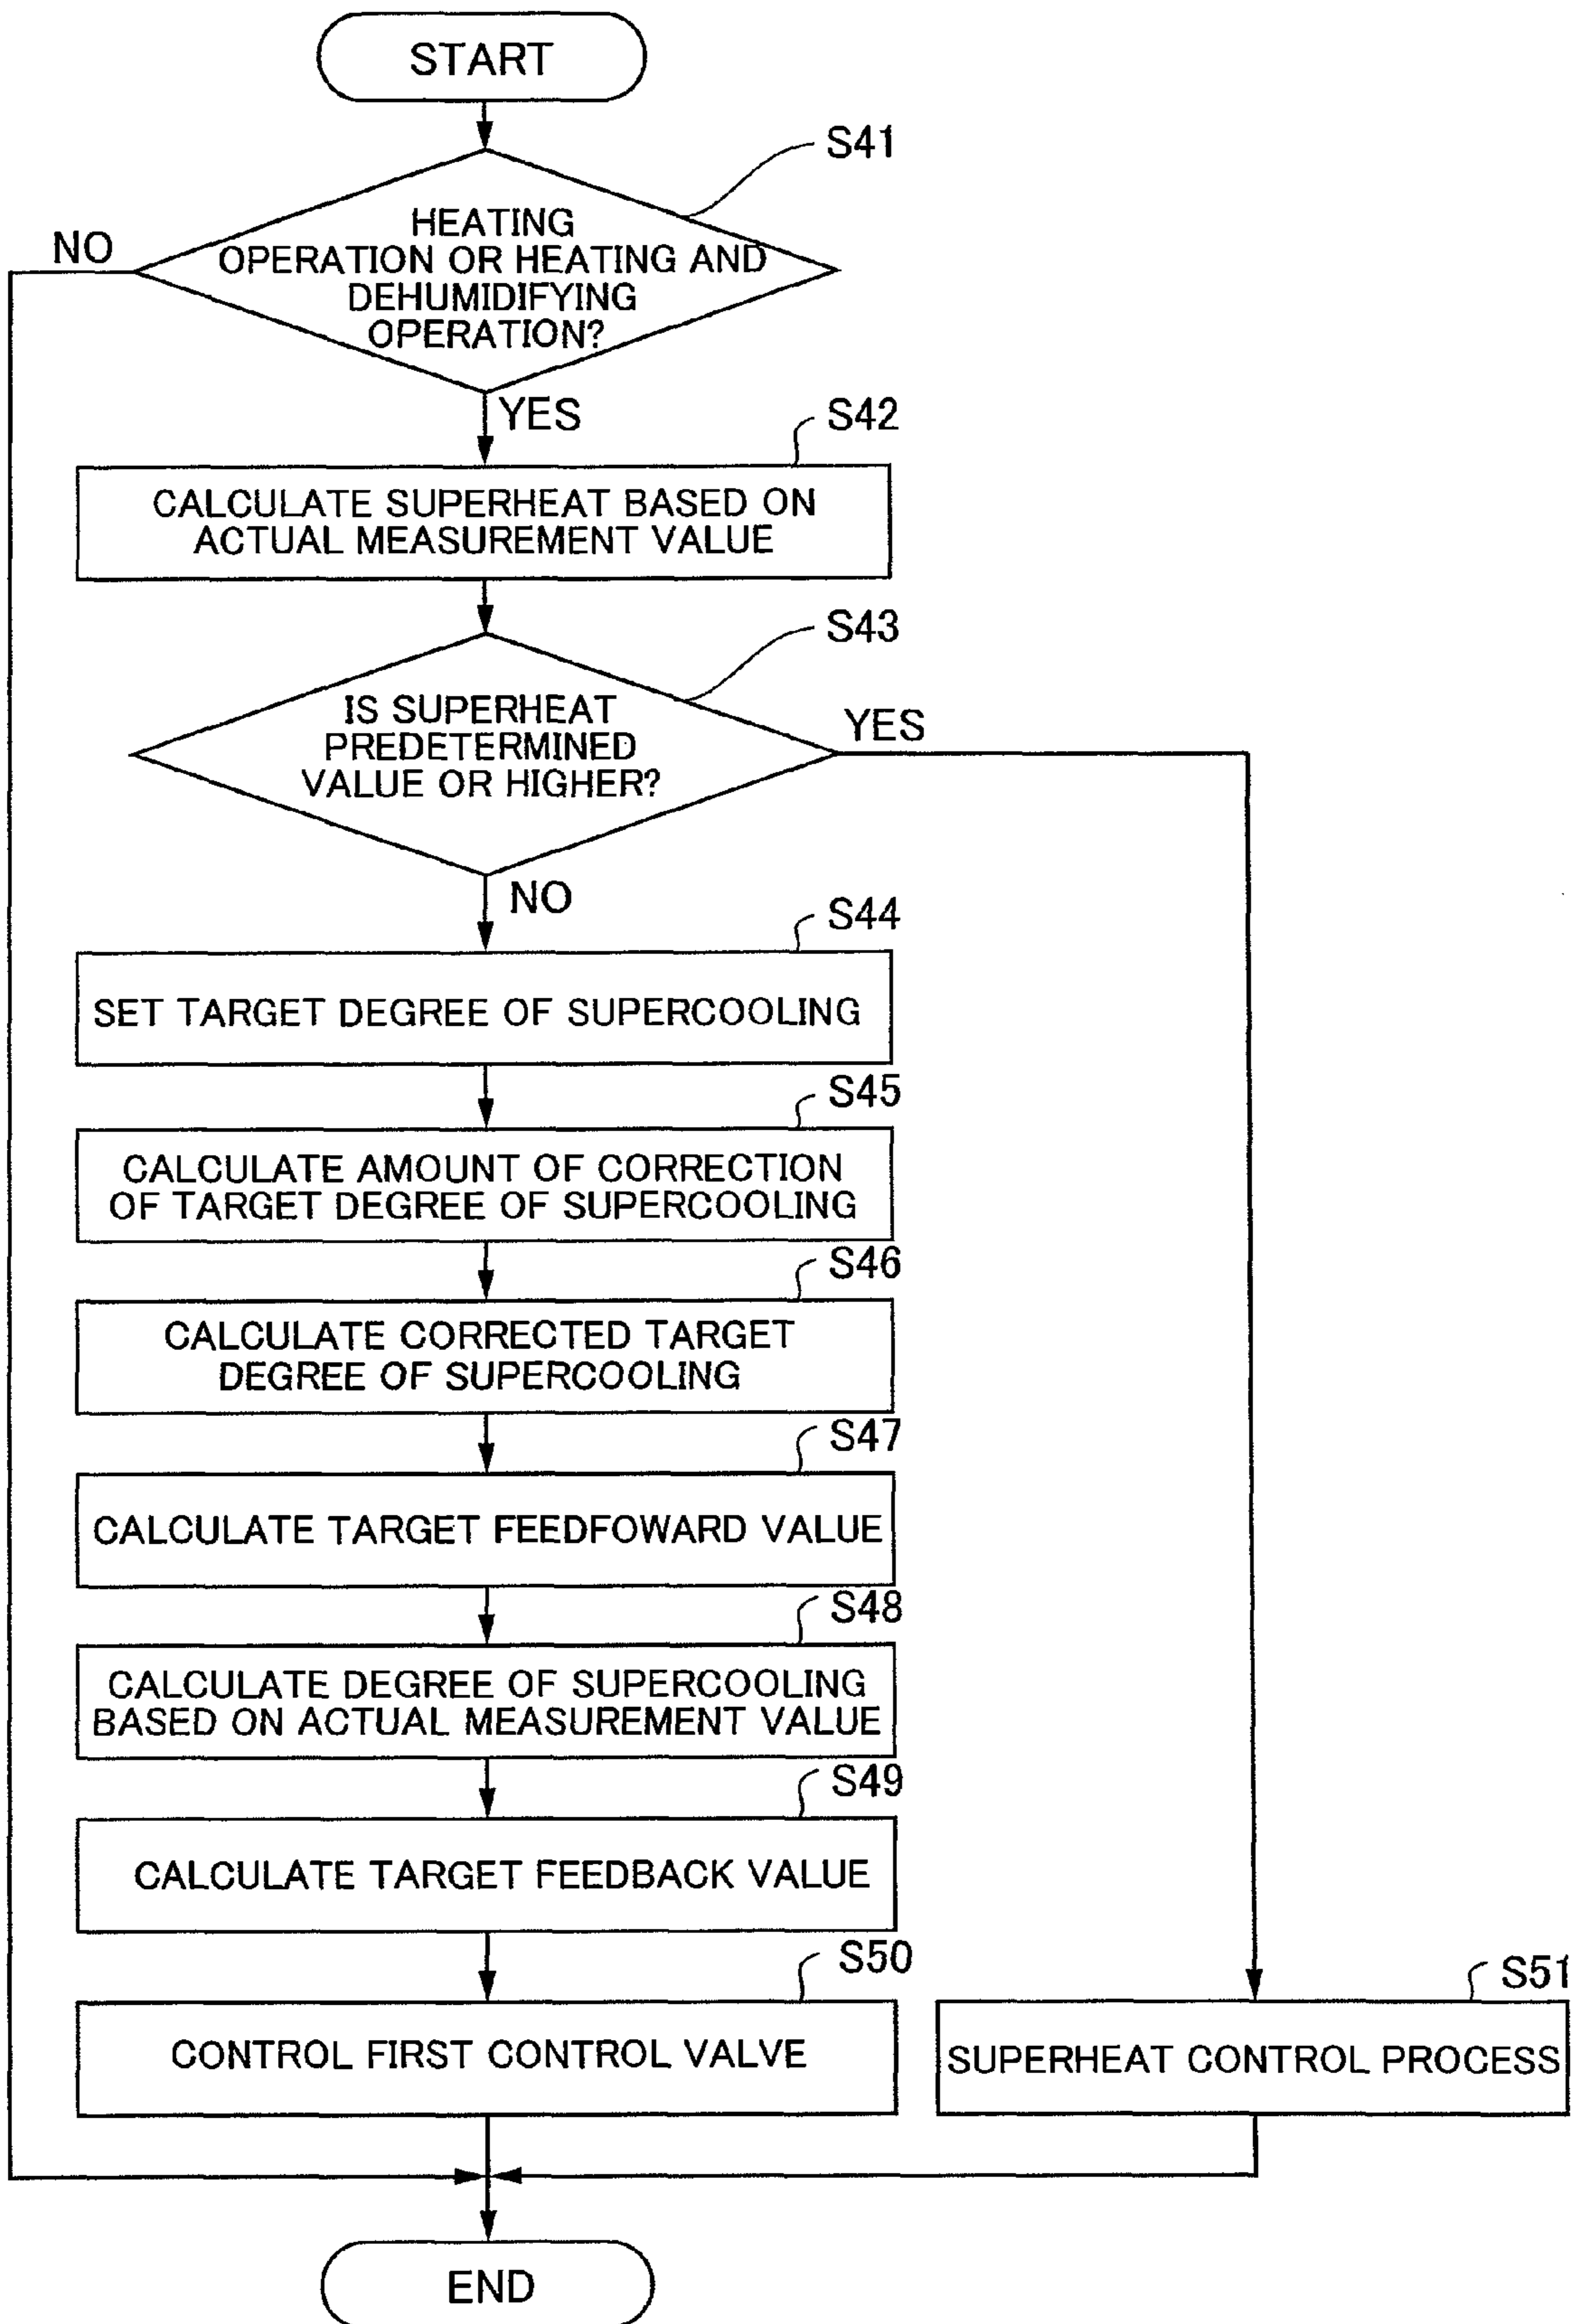 START
S41
HEATING
OPERATION OR HEATING AND
DEHUMIDIFYING
OPERATION?
NO
YES
S42
CALCULATE SUPERHEAT BASED ON
ACTUAL MEASUREMENT VALUE
S43
IS SUPERHEAT
PREDETERMINED
VALUE OR HIGHER?
YES
NO
S44
SET TARGET DEGREE OF SUPERCOOLING
S45
CALCULATE AMOUNT OF CORRECTION
OF TARGET DEGREE OF SUPERCOOLING
S46
CALCULATE CORRECTED TARGET
DEGREE OF SUPERCOOLING
S47
CALCULATE TARGET FEEDFOWARD VALUE
S48
CALCULATE DEGREE OF SUPERCOOLING
BASED ON ACTUAL MEASUREMENT VALUE
S49
CALCULATE TARGET FEEDBACK VALUE
S50
CONTROL FIRST CONTROL VALVE
S51
SUPERHEAT CONTROL PROCESS
END